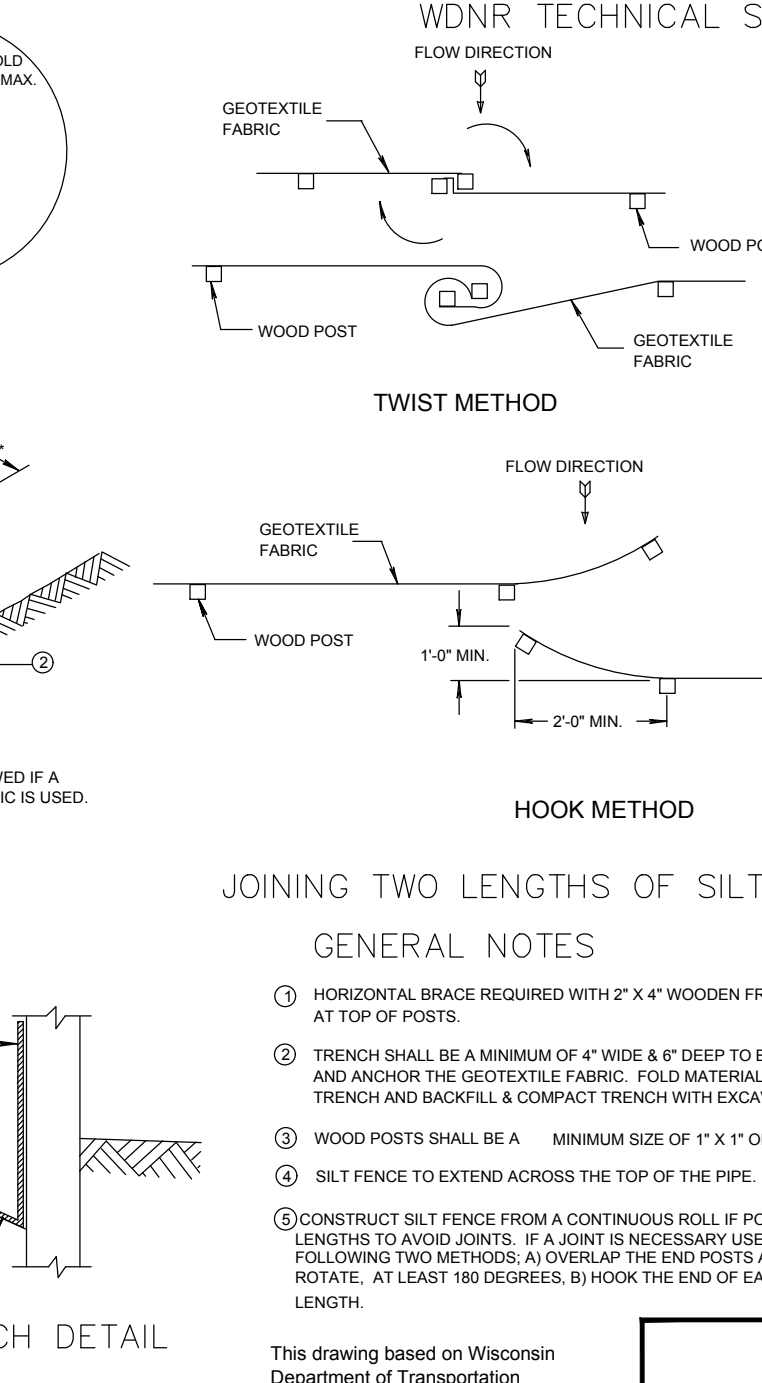 WDNR TECHNICAL S
OLD
MAX.
FLOW DIRECTION
GEOTEXTILE
FABRIC
WOOD PO
WOOD POST
GEOTEXTILE
FABRIC
TWIST METHOD
FLOW DIRECTION
GEOTEXTILE
FABRIC
WOOD POST
1'-0" MIN.
2'-0" MIN.
2
WED IF A
IC IS USED.
HOOK METHOD
JOINING TWO LENGTHS OF SILT
GENERAL NOTES
1 HORIZONTAL BRACE REQUIRED WITH 2" X 4" WOODEN FR
AT TOP OF POSTS.
2 TRENCH SHALL BE A MINIMUM OF 4" WIDE & 6" DEEP TO B
AND ANCHOR THE GEOTEXTILE FABRIC. FOLD MATERIAL
TRENCH AND BACKFILL & COMPACT TRENCH WITH EXCAV
3 WOOD POSTS SHALL BE A MINIMUM SIZE OF 1" X 1" O
4 SILT FENCE TO EXTEND ACROSS THE TOP OF THE PIPE.
5 CONSTRUCT SILT FENCE FROM A CONTINUOUS ROLL IF PO
LENGTHS TO AVOID JOINTS. IF A JOINT IS NECESSARY USE
FOLLOWING TWO METHODS; A) OVERLAP THE END POSTS A
ROTATE, AT LEAST 180 DEGREES, B) HOOK THE END OF EA
LENGTH.
CH DETAIL
This drawing based on Wisconsin
Department of Transportation